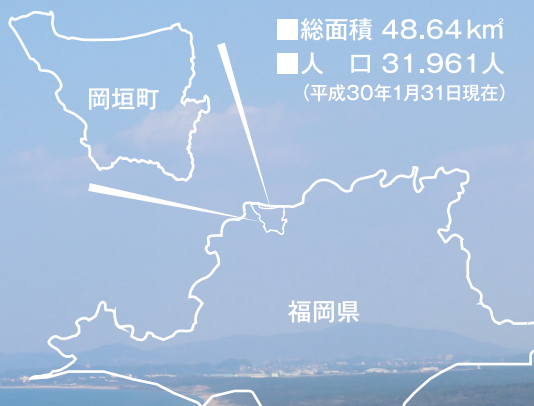 ■総面積 48.64㎢
■人　口 31.961人
（平成30年1月31日現在）
岡垣町
福岡県